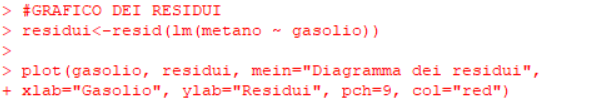 > #GRAFICO DEI RESIDUI
> residui<-resid(lm(metano ~ gasolio))
>
> plot(gasolio, residui, mein="Diagramma dei residui",
+ xlab="Gasolio", ylab="Residui", pch=9, col="red")